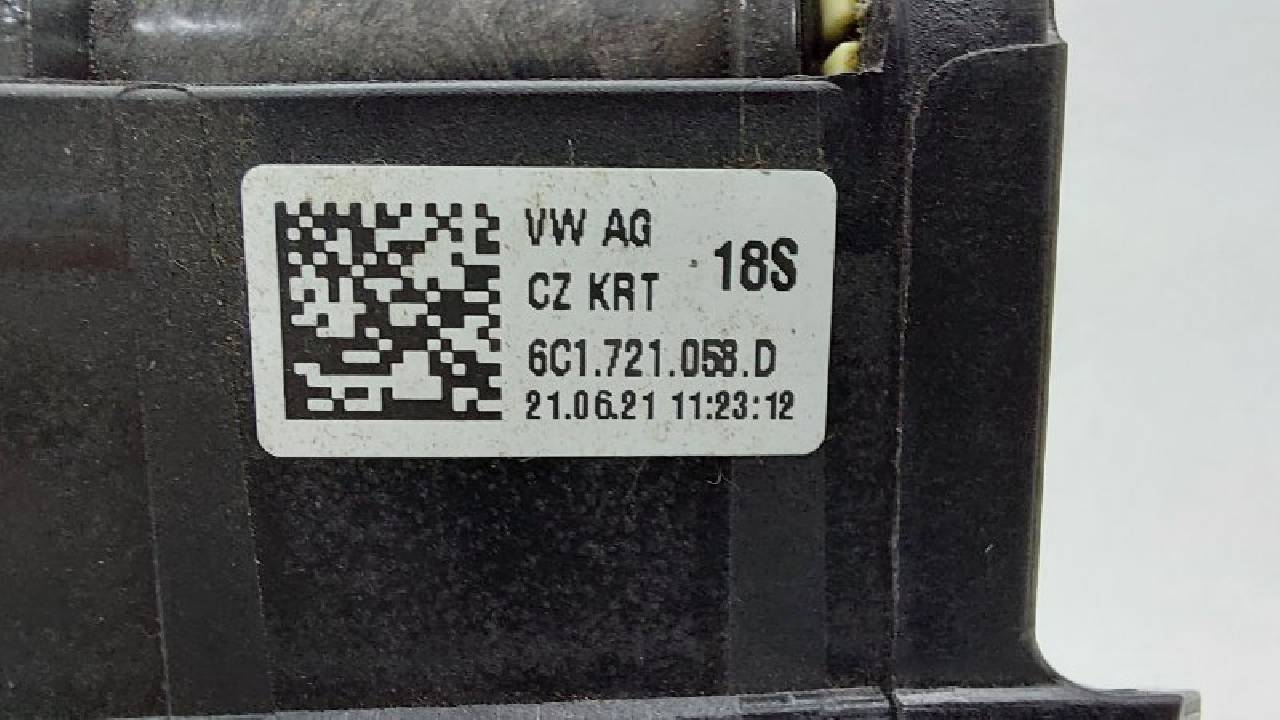 VW AG
CZ KRT
18S
6C1.721.058.D
21.06.21 11:23:12